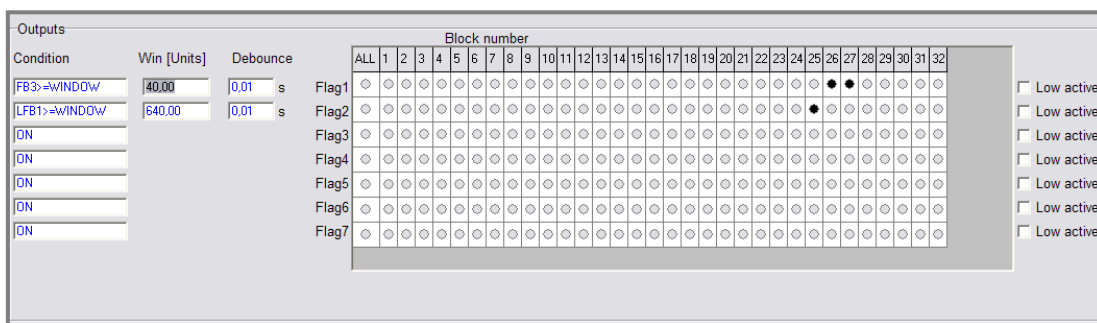 Outputs
Block number
Condition Win [Units] Debounce ALL 1 2 3 4 5 6 7 8 9 10 11 12 13 14 15 16 17 18 19 20 21 22 23 24 25 26 27 28 29 30 31 32
FB3>=WINDOW 40,00 0,01 s Flag1 Low active
LFB1>=WINDOW 640,00 0,01 s Flag2 Low active
ON Flag3 Low active
ON Flag4 Low active
ON Flag5 Low active
ON Flag6 Low active
ON Flag7 Low active